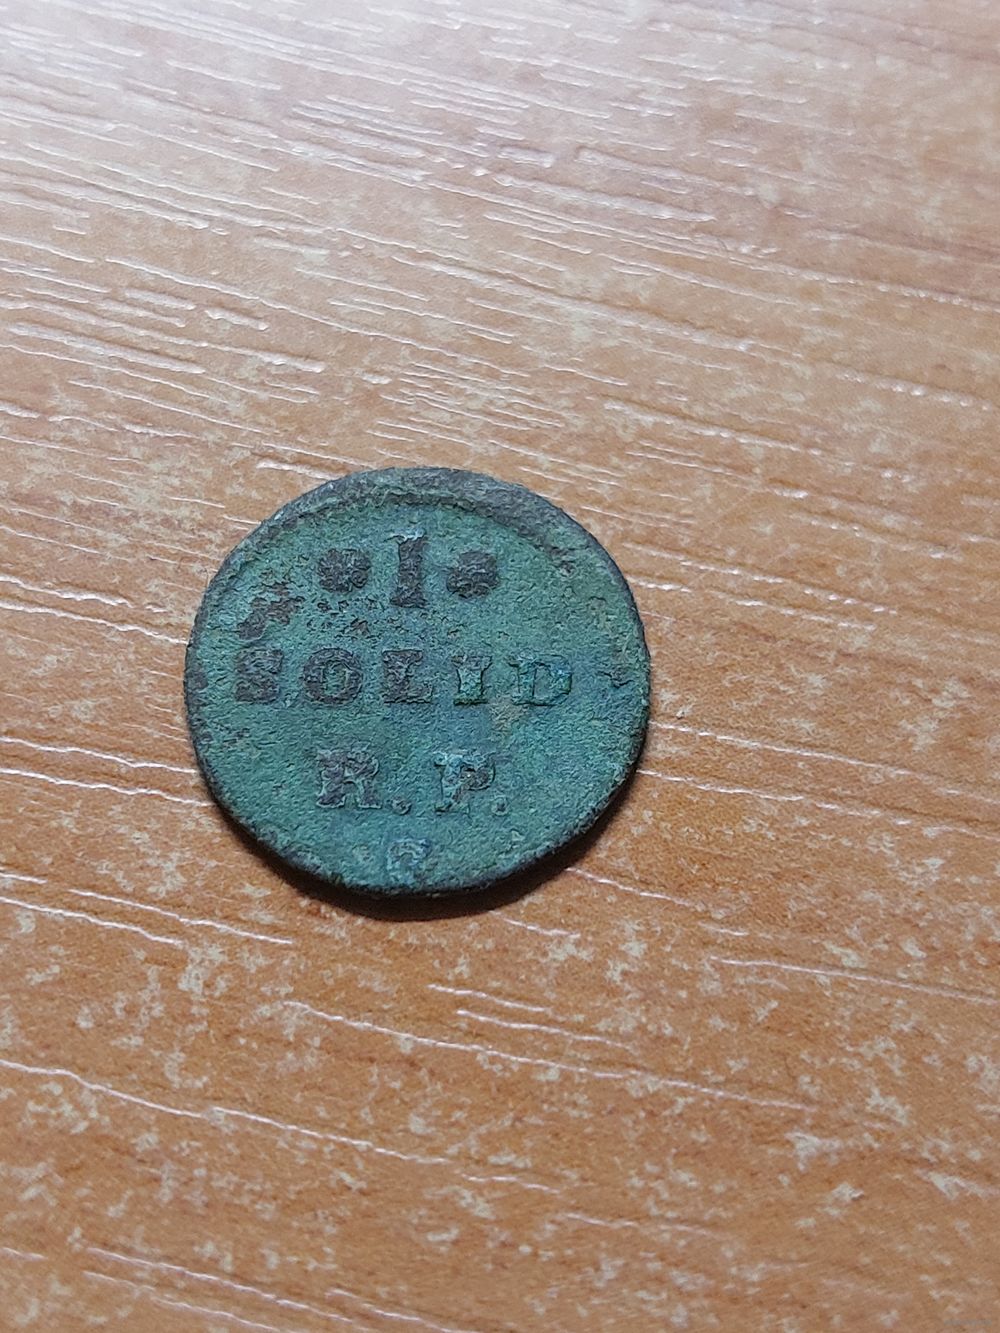 1
SOLID
R. P.